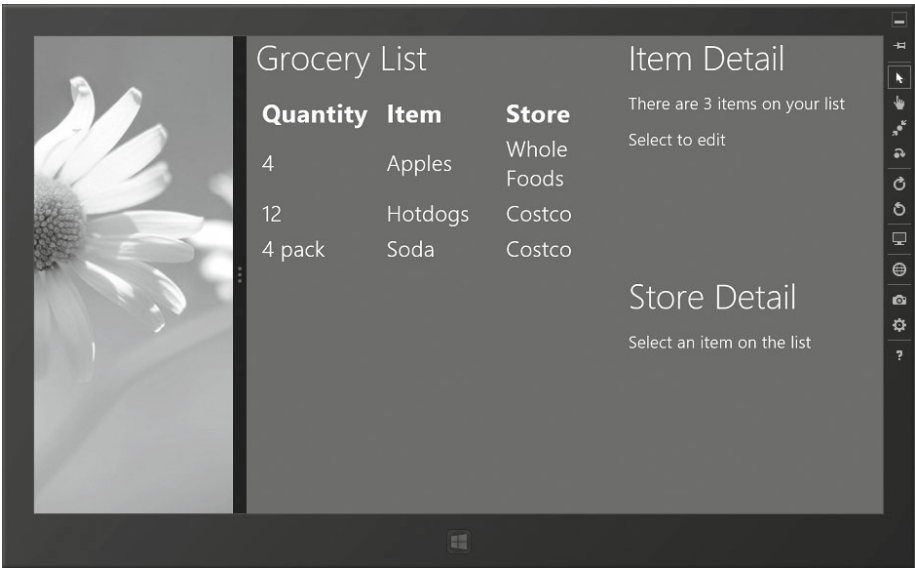 Grocery List
Quantity Item Store
4 Apples Whole
Foods
12 Hotdogs Costco
4 pack Soda Costco
Item Detail
There are 3 items on your list
Select to edit
Store Detail
Select an item on the list
?